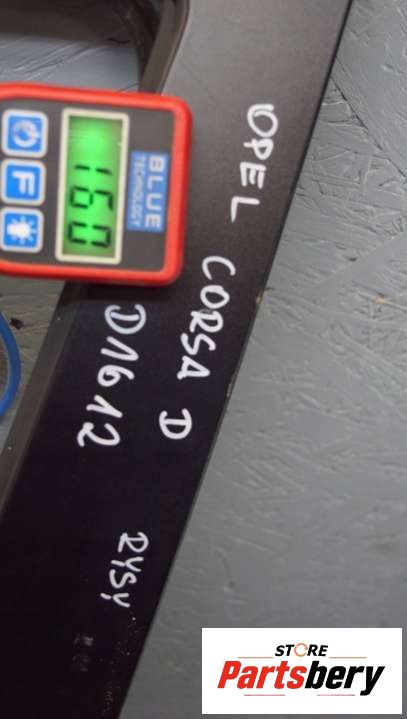 BLUE
TECHNOLOGY
160
F
OPEL CORSA D
D1612
RYSY
STORE
Partsbery